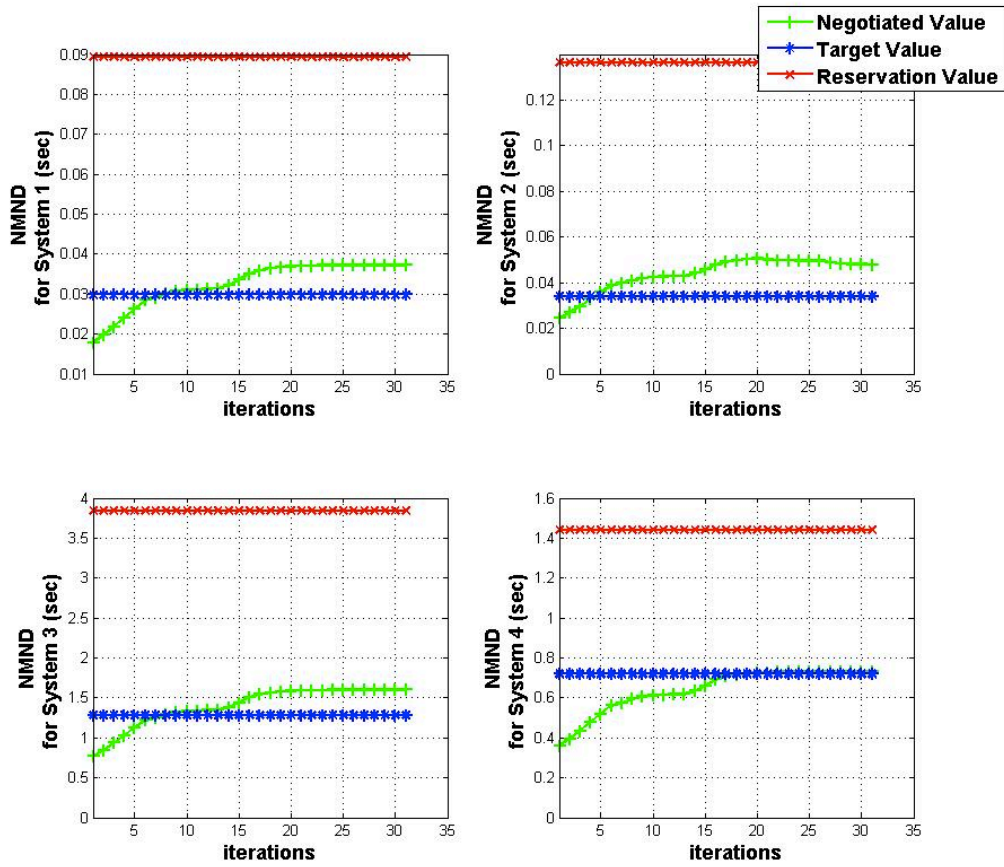 Negotiated Value
Target Value
Reservation Value
0.09
0.09
0.08
0.07
0.06
0.05
0.04
0.03
0.02
0.01
NMND
for System 1 (sec)
5 10 15 20 25 30 35
iterations
0.12
0.1
0.08
0.06
0.04
0.02
0
NMND
for System 2 (sec)
5 10 15 20 25 30 35
iterations
4
3.5
3
2.5
2
1.5
1
0.5
0
NMND
for System 3 (sec)
5 10 15 20 25 30 35
iterations
1.6
1.4
1.2
1
0.8
0.6
0.4
0.2
0
NMND
for System 4 (sec)
5 10 15 20 25 30 35
iterations